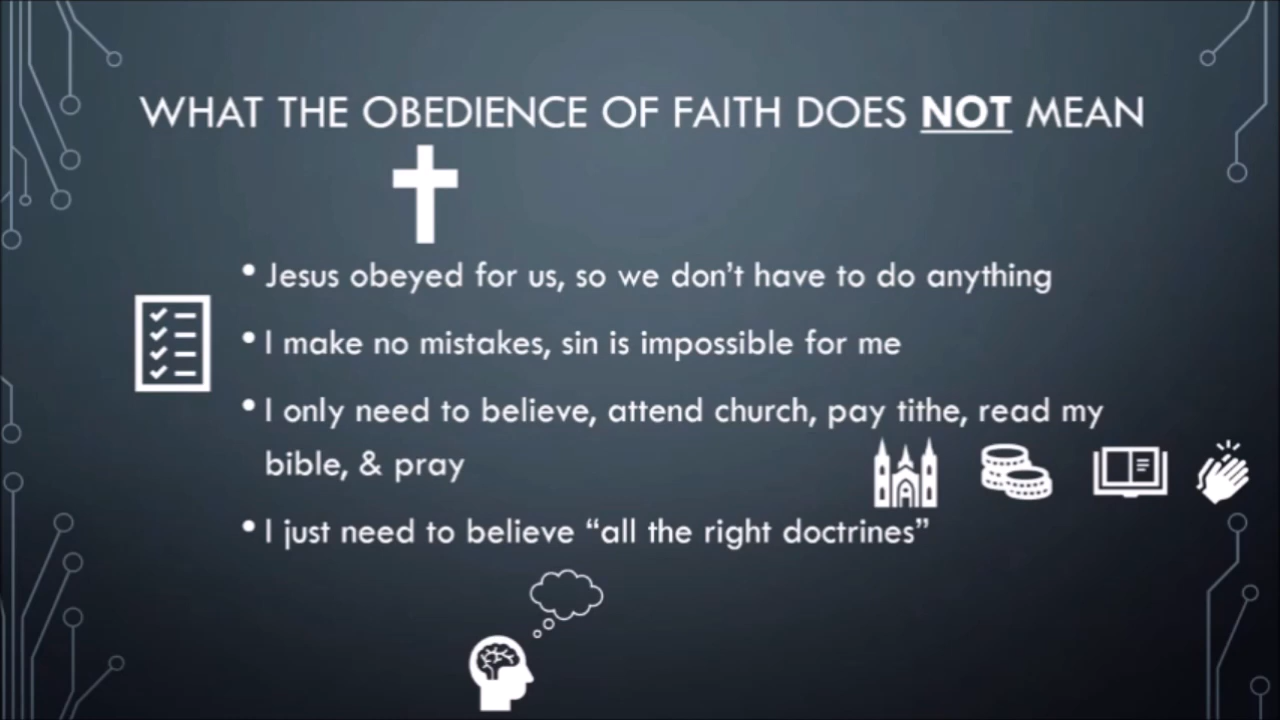 WHAT THE OBEDIENCE OF FAITH DOES NOT MEAN
• Jesus obeyed for us, so we don't have to do anything
• I make no mistakes, sin is impossible for me
• I only need to believe, attend church, pay tithe, read my
bible, & pray
• I just need to believe “all the right doctrines”